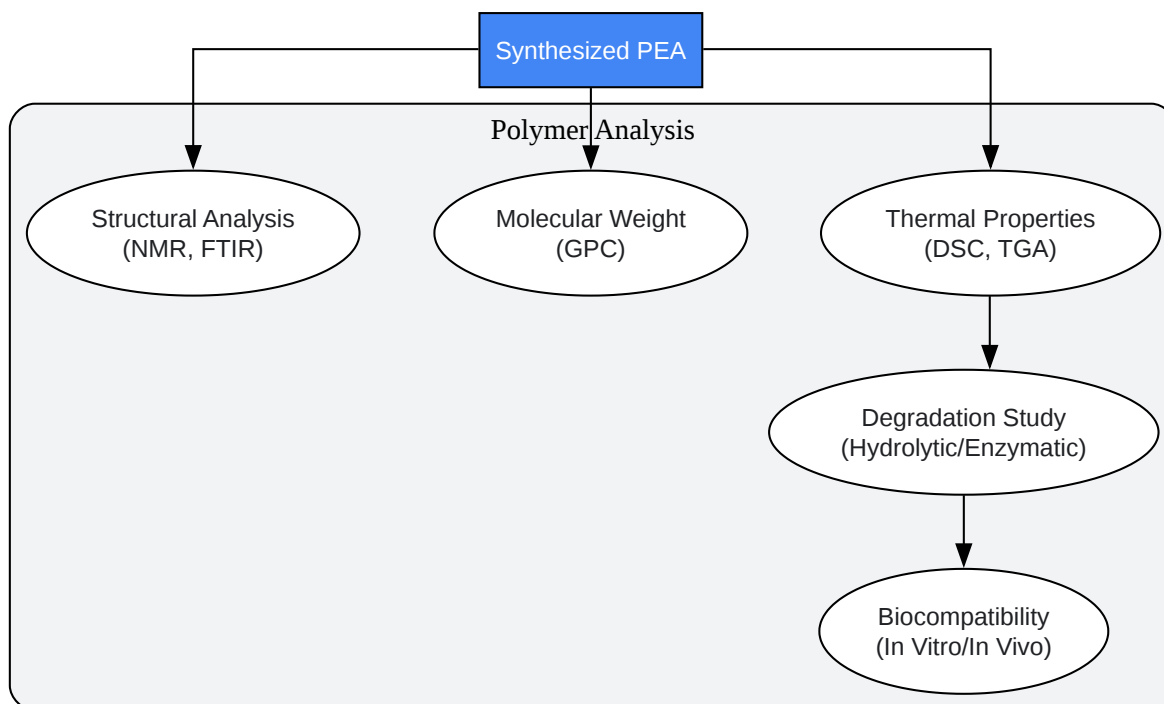 Synthesized PEA
Polymer Analysis
Structural Analysis
(NMR, FTIR)
Molecular Weight
(GPC)
Thermal Properties
(DSC, TGA)
Degradation Study
(Hydrolytic/Enzymatic)
Biocompatibility
(In Vitro/In Vivo)